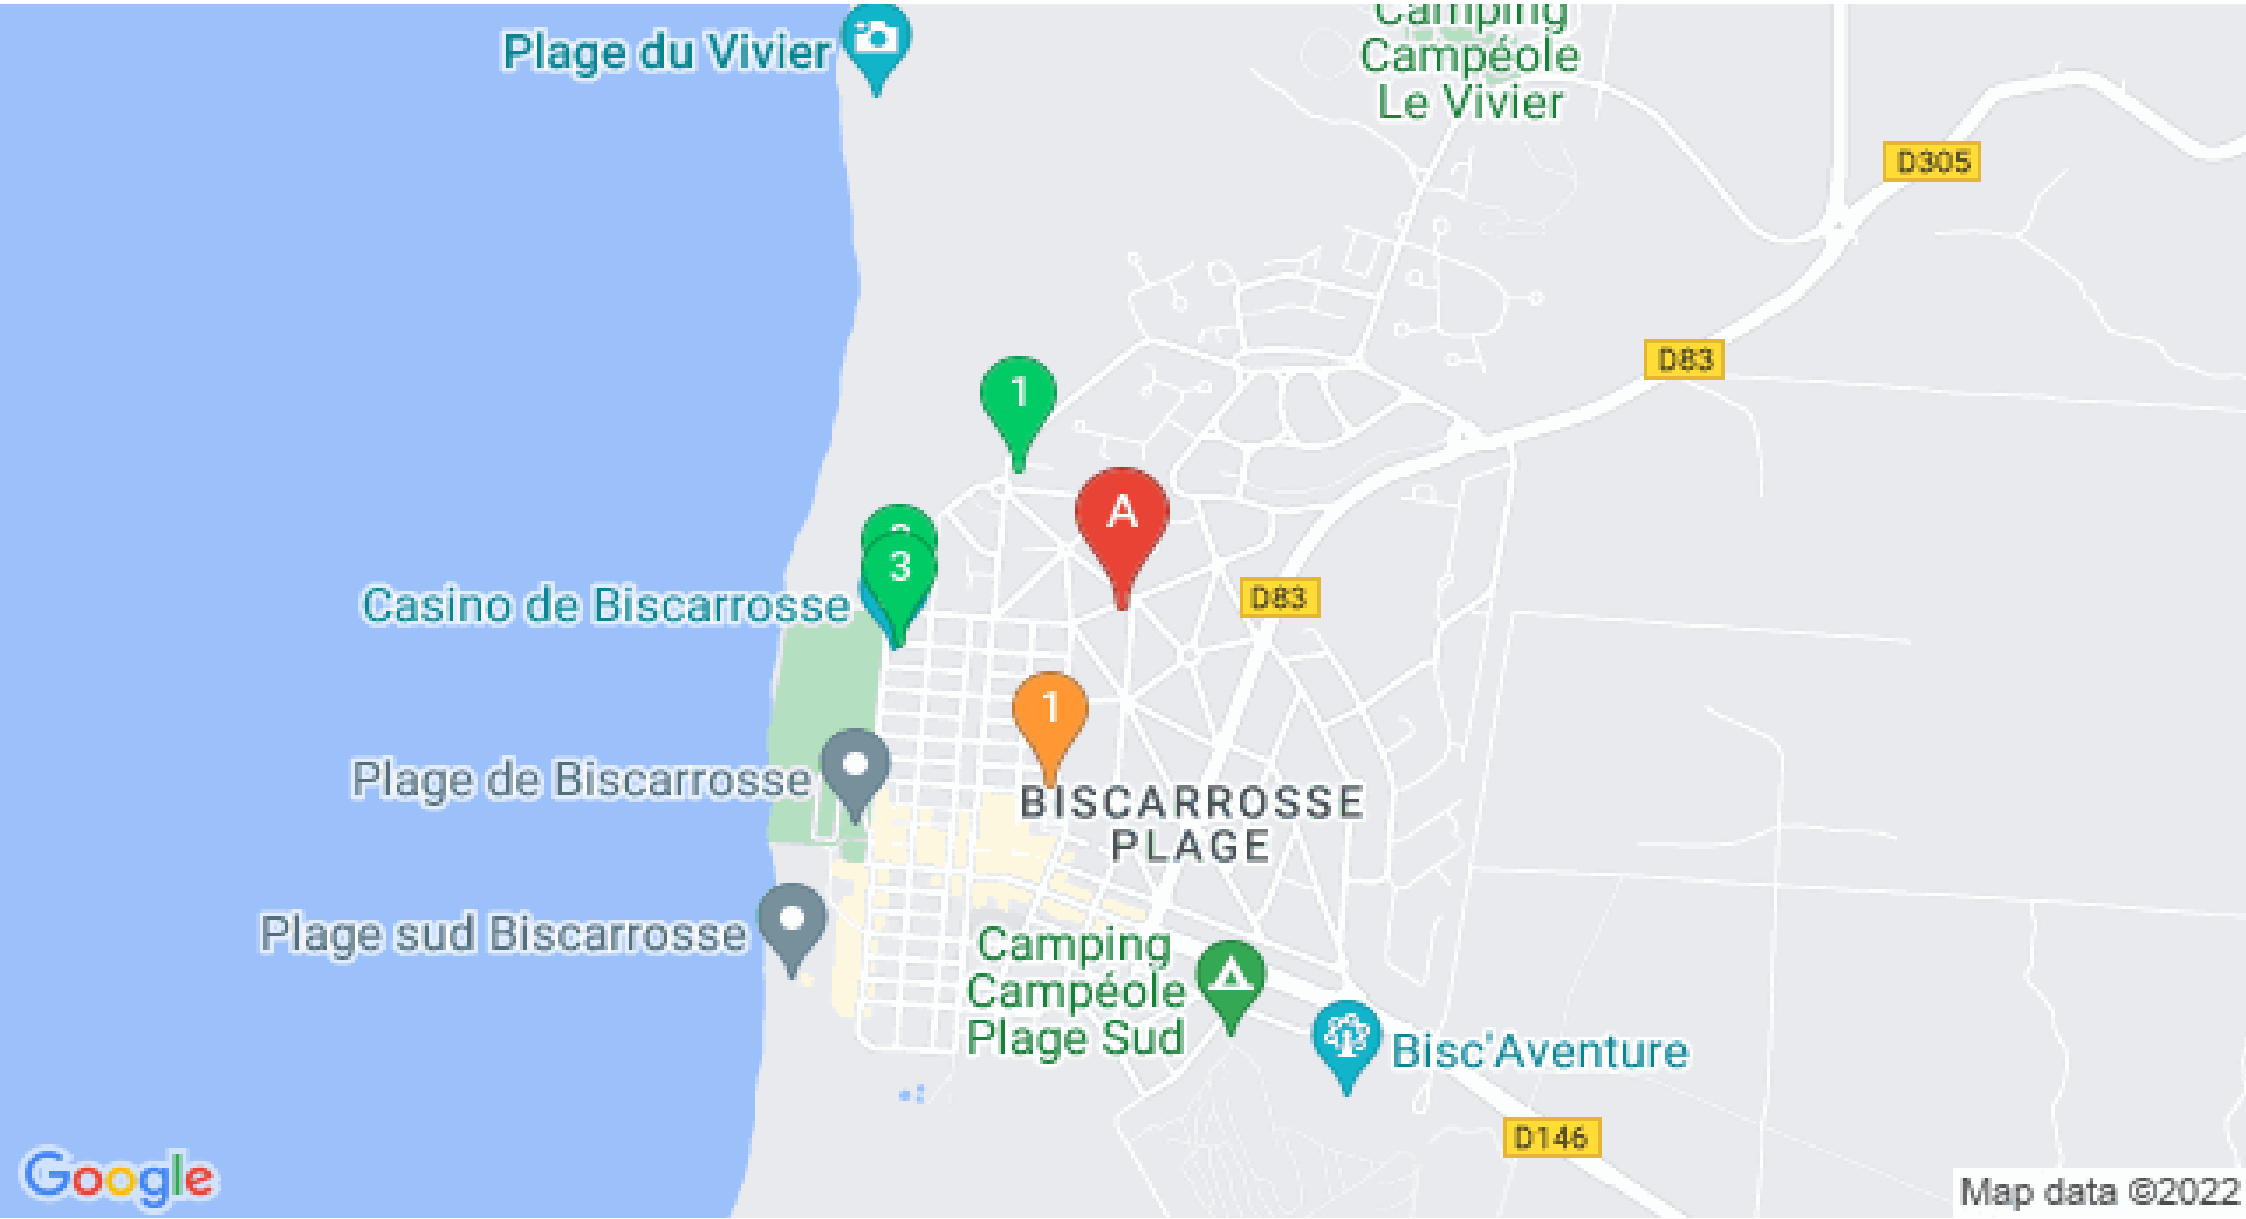 Plage du Vivier
Camping
Campéole
Le Vivier
D305
D83
1
A
3
Casino de Biscarrosse
D83
1
Plage de Biscarrosse
BISCARROSSE
PLAGE
Plage sud Biscarrosse
Camping
Campéole
Plage Sud
Bisc'Aventure
D146
Google
Map data ©2022